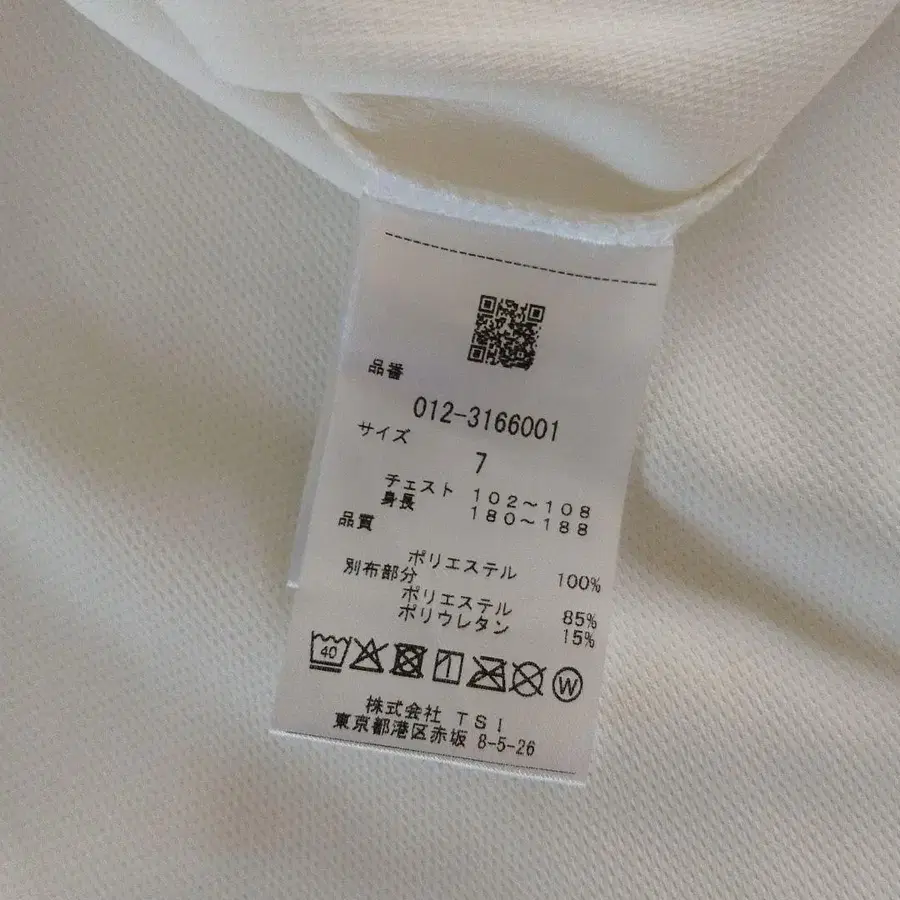 品番
012-3166001
サイズ
7
チェスト 102～108
身長 180～188
品質
ポリエステル 100%
別布部分
ポリエステル 85%
ポリウレタン 15%
40 W
株式会社 TSI
東京都港区赤坂 8-5-26